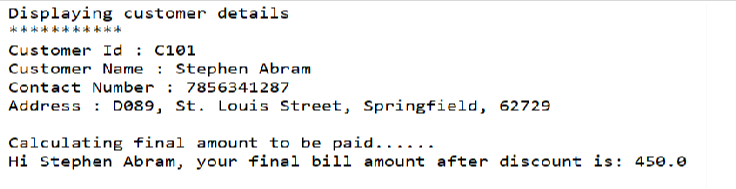 Displaying customer details
***********
Customer Id : C101
Customer Name : Stephen Abram
Contact Number : 7856341287
Address : D089, St. Louis Street, Springfield, 62729
Calculating final amount to be paid......
Hi Stephen Abram, your final bill amount after discount is: 450.0